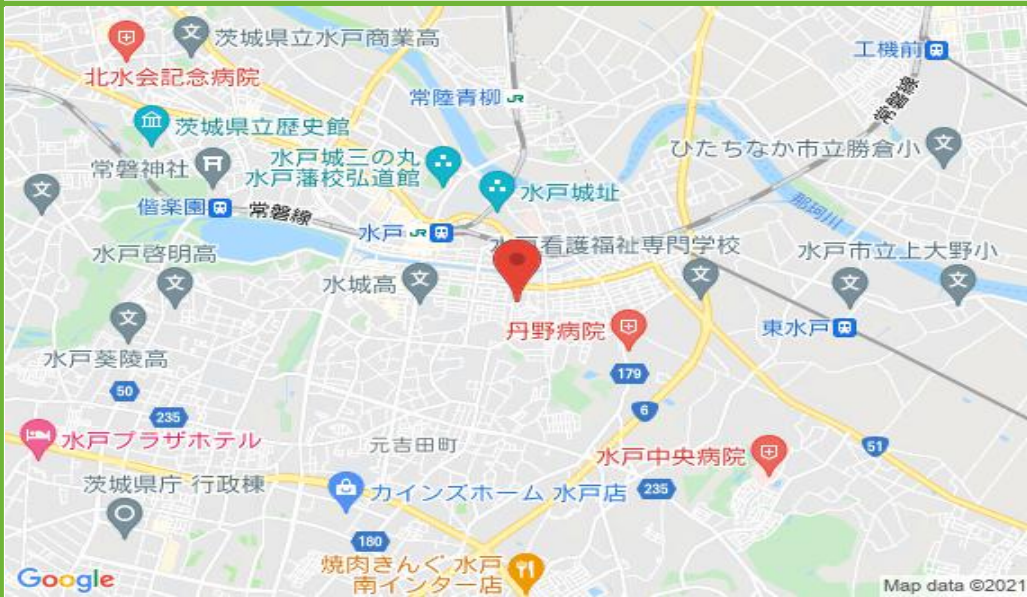 茨城県立水戸商業高
北水会記念病院
工機前
常陸青柳 JR
常磐線
茨城県立歴史館
水戸城三の丸
水戸藩校弘道館
ひたちなか市立勝倉小
常磐神社
水戸城址
偕楽園
常磐線
那珂川
水戸 JR
水戸看護福祉専門学校
水戸啓明高
水戸市立上大野小
水城高
丹野病院
東水戸
水戸葵陵高
179
50
235
6
水戸プラザホテル
元吉田町
51
水戸中央病院
茨城県庁 行政棟
カインズホーム 水戸店
235
180
焼肉きんぐ 水戸
南インター店
Google
Map data ©2021